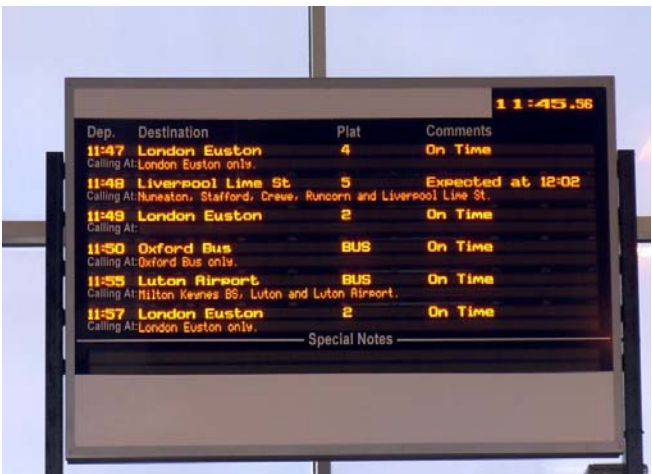 11:45.56
Dep. Destination Plat Comments
11:47 London Euston 4 On Time
Calling At: London Euston only.
11:48 Liverpool Lime St 5 Expected at 12:02
Calling At: Nuneaton, Stafford, Crewe, Runcorn and Liverpool Lime St.
11:49 London Euston 2 On Time
Calling At:
11:50 Oxford Bus BUS On Time
Calling At: Oxford Bus only.
11:55 Luton Airport BUS On Time
Calling At: Milton Keynes BS, Luton and Luton Airport.
11:57 London Euston 2 On Time
Calling At: London Euston only.
Special Notes